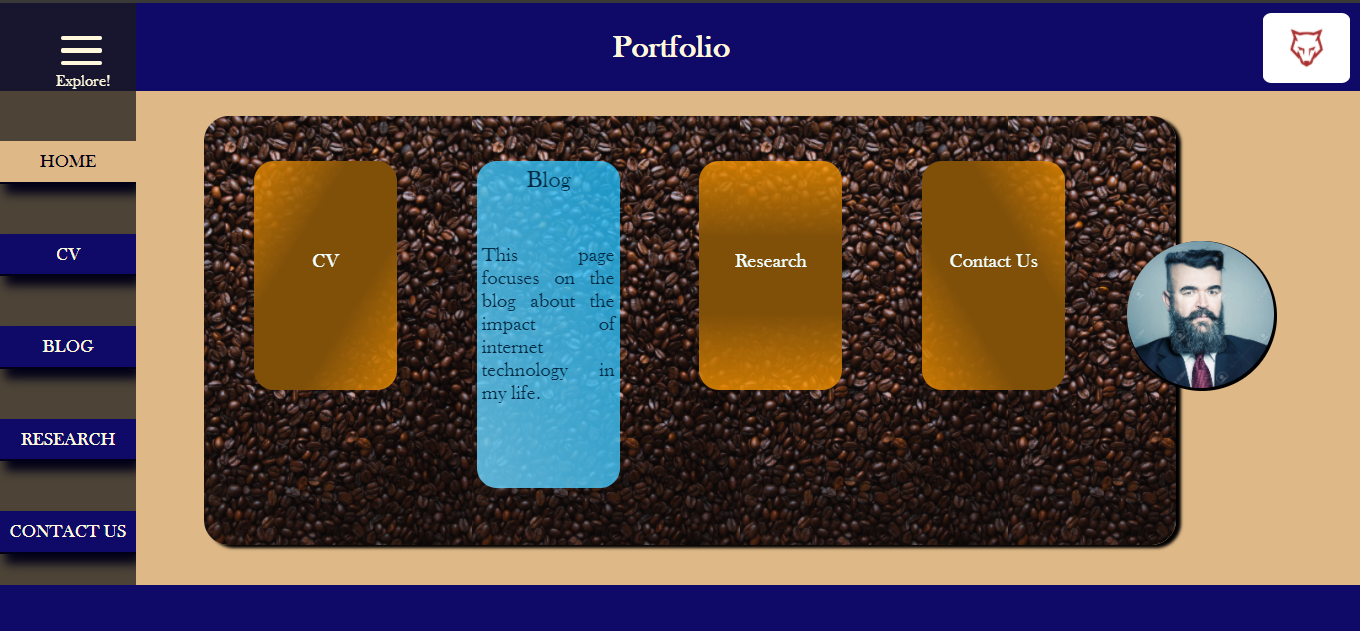 Portfolio
Explore!
HOME
CV
BLOG
RESEARCH
CONTACT US
CV
Blog
This page
focuses on the
blog about the
impact of
internet
technology in
my life.
Research
Contact Us